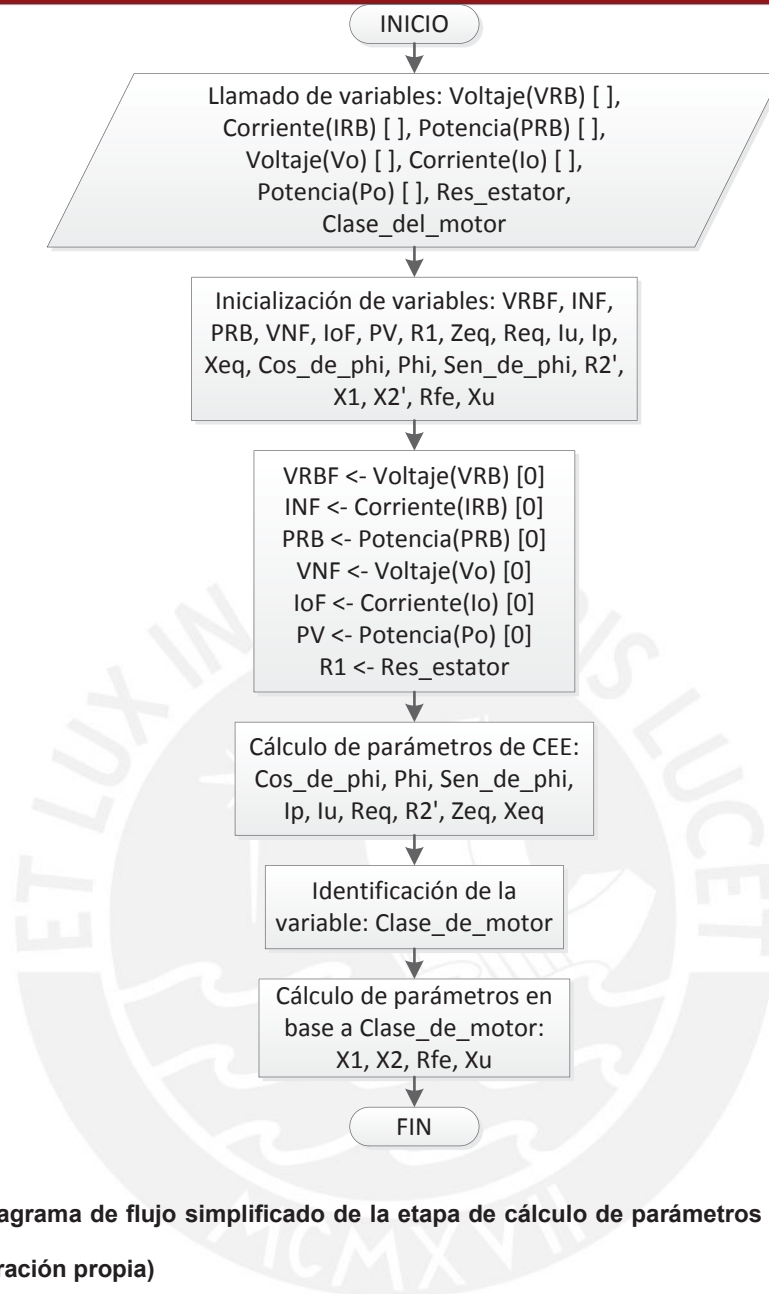 INICIO
Llamado de variables: Voltaje(VRB) [ ],
Corriente(IRB) [ ], Potencia(PRB) [ ],
Voltaje(Vo) [ ], Corriente(Io) [ ],
Potencia(Po) [ ], Res_estator,
Clase_del_motor
Inicialización de variables: VRBF, INF,
PRB, VNF, IoF, PV, R1, Zeq, Req, Iu, Ip,
Xeq, Cos_de_phi, Phi, Sen_de_phi, R2',
X1, X2', Rfe, Xu
VRBF <- Voltaje(VRB) [0]
INF <- Corriente(IRB) [0]
PRB <- Potencia(PRB) [0]
VNF <- Voltaje(Vo) [0]
IoF <- Corriente(Io) [0]
PV <- Potencia(Po) [0]
R1 <- Res_estator
Cálculo de parámetros de CEE:
Cos_de_phi, Phi, Sen_de_phi,
Ip, Iu, Req, R2', Zeq, Xeq
Identificación de la
variable: Clase_de_motor
Cálculo de parámetros en
base a Clase_de_motor:
X1, X2, Rfe, Xu
FIN
agrama de flujo simplificado de la etapa de cálculo de parámetros
ración propia)
ET LUX IN
LUCET
MCMXVII